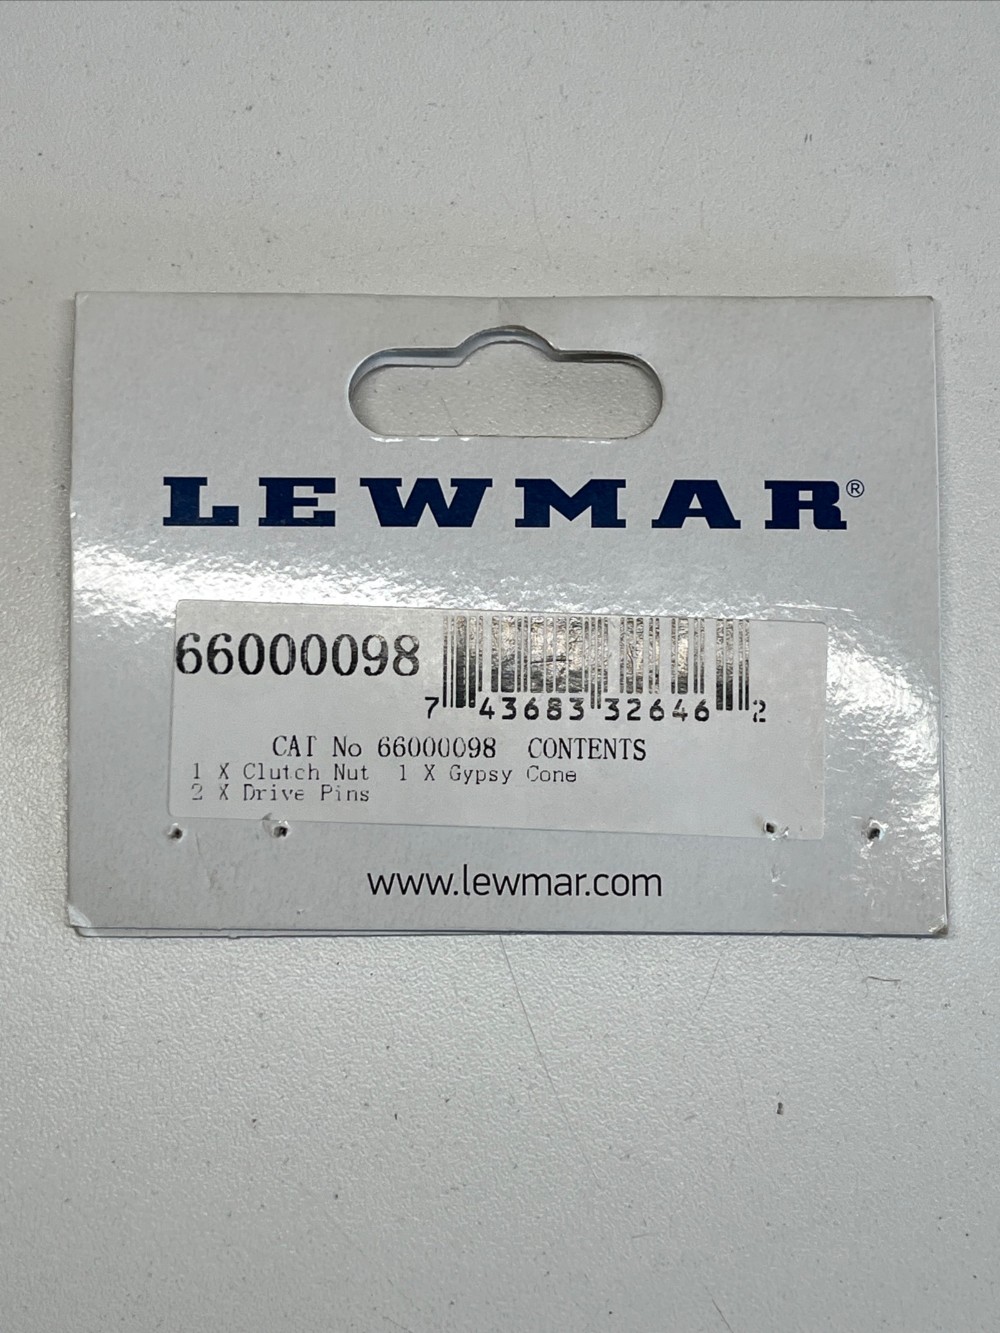 LEWMAR®
66000098
7 43683 32646 2
CAT No 66000098 CONTENTS
1 X Clutch Nut 1 X Gypsy Cone
2 X Drive Pins
www.lewmar.com